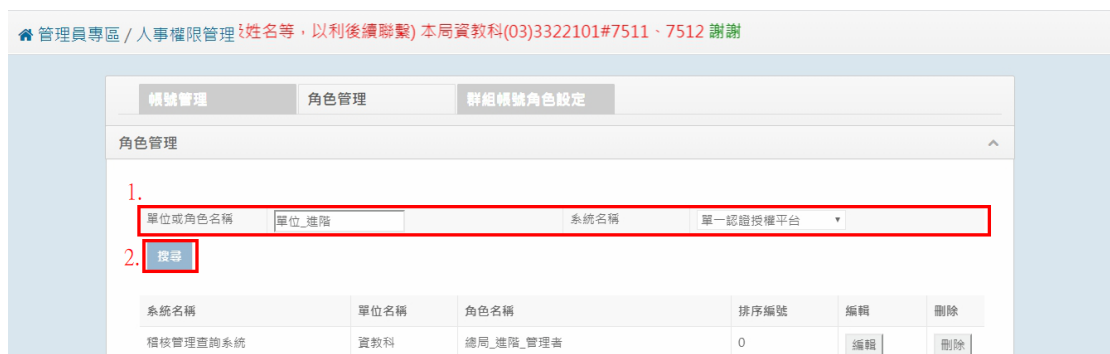 管理員專區 / 人事權限管理 姓名等，以利後續聯繫) 本局資教科(03)3322101#7511、7512 謝謝
帳號管理 角色管理 群組帳號角色設定
角色管理
1.
單位或角色名稱 單位_進階 系統名稱 單一認證授權平台
2. 搜尋
系統名稱 單位名稱 角色名稱 排序編號 編輯 刪除
稽核管理查詢系統 資教科 總局_進階_管理者 0 編輯 刪除